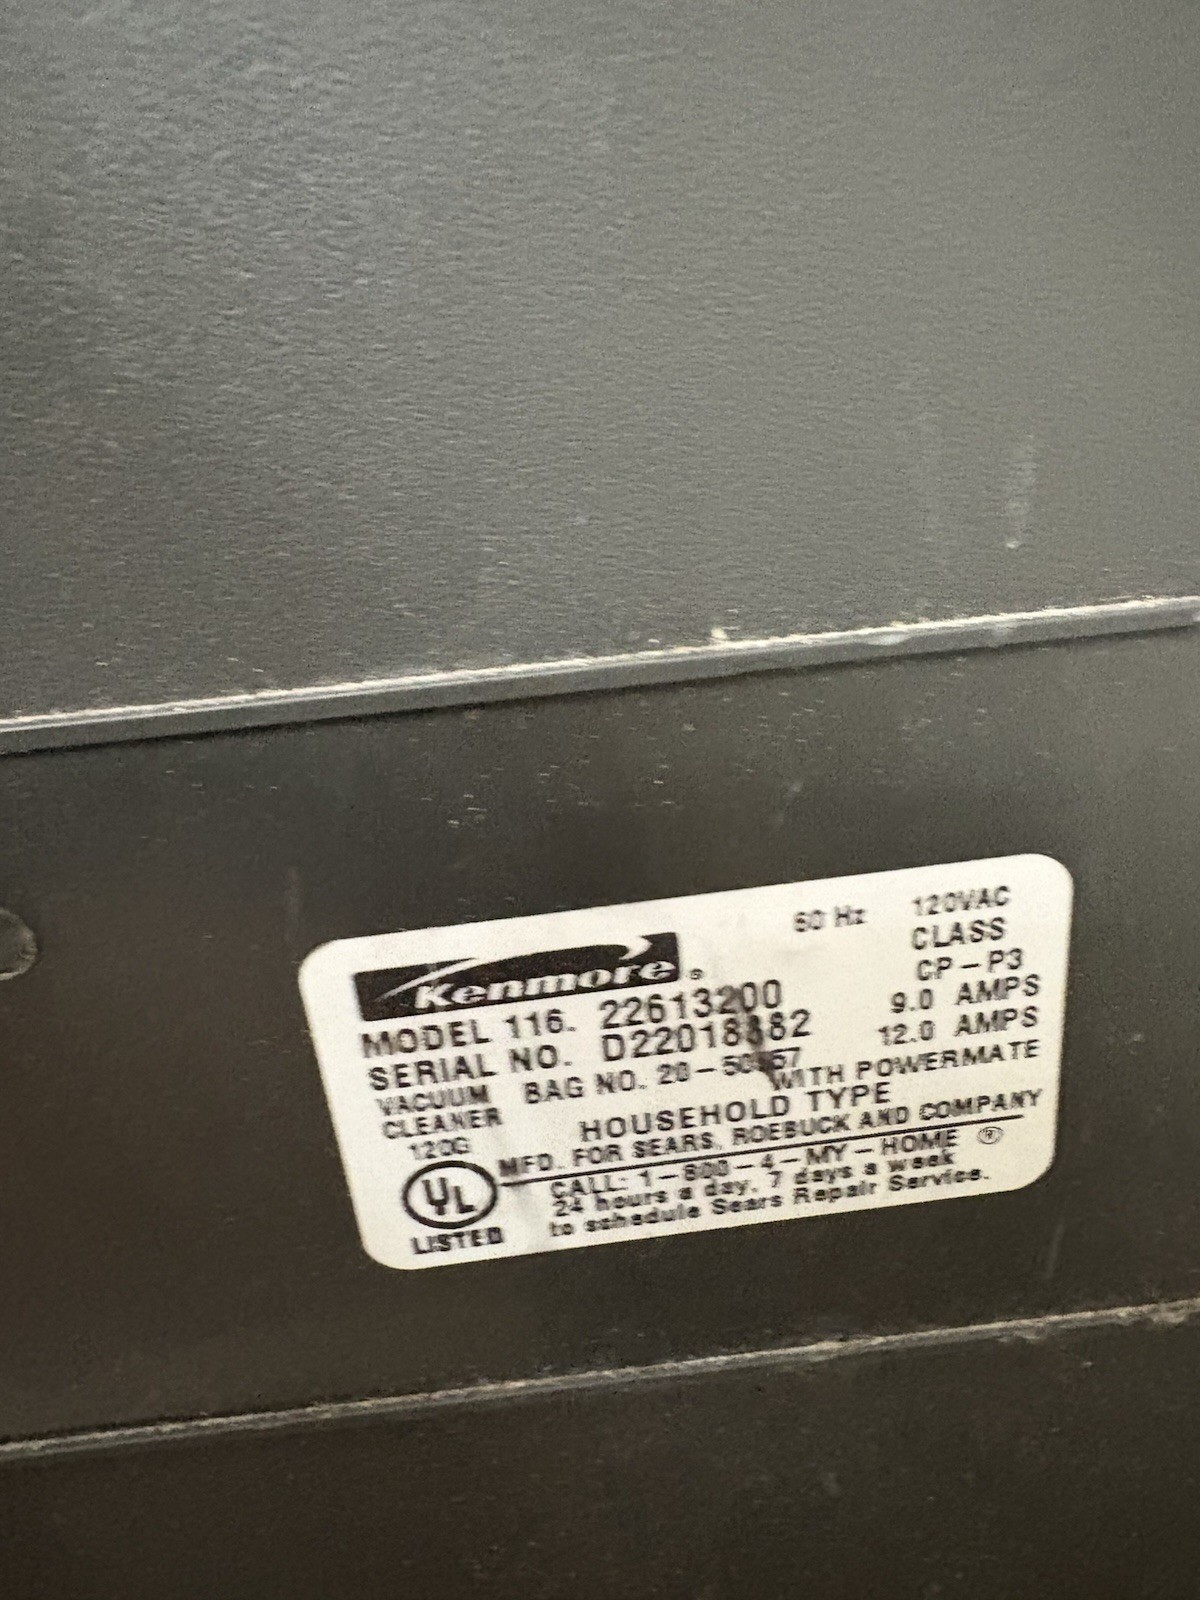 60 Hz 120VAC
CLASS
Kenmore® CP-P3
MODEL 116. 22613200 9.0 AMPS
SERIAL NO. 12.0 AMPS
VACUUM BAG NO. WITH POWERMATE
CLEANER HOUSEHOLD TYPE
120G MFD. FOR SEARS, ROEBUCK AND COMPANY
UL CALL: 1-800-4-MY-HOME ®
24 hours a day, 7 days a week
LISTED to schedule Sears Repair Service.